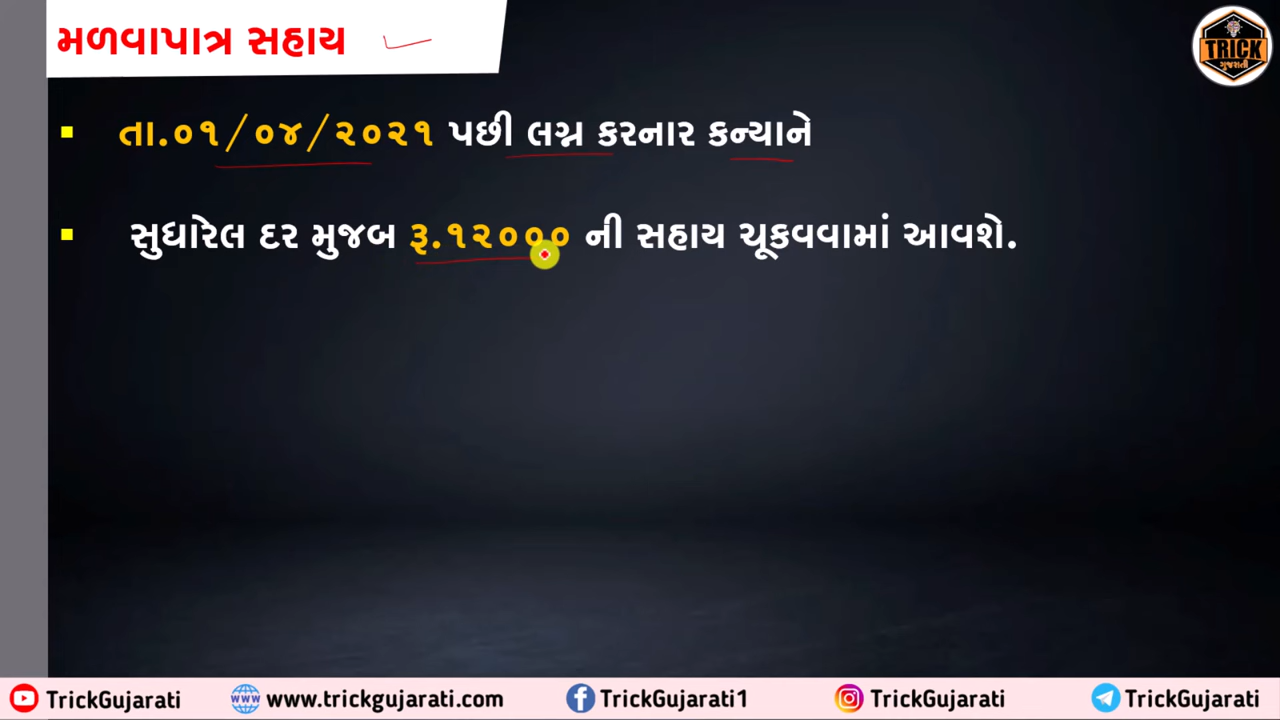 મળવાપાત્ર સહાય
TRICK
ગુજરાતી
તા.૦૧/૦૪/૨૦૨૧ પછી લગ્ન કરનાર કન્યાને
સુધારેલ દર મુજબ રૂ.૧૨૦૦૦ ની સહાય ચૂકવવામાં આવશે.
TrickGujarati
www www.trickgujarati.com
TrickGujarati1
TrickGujarati
TrickGujarati